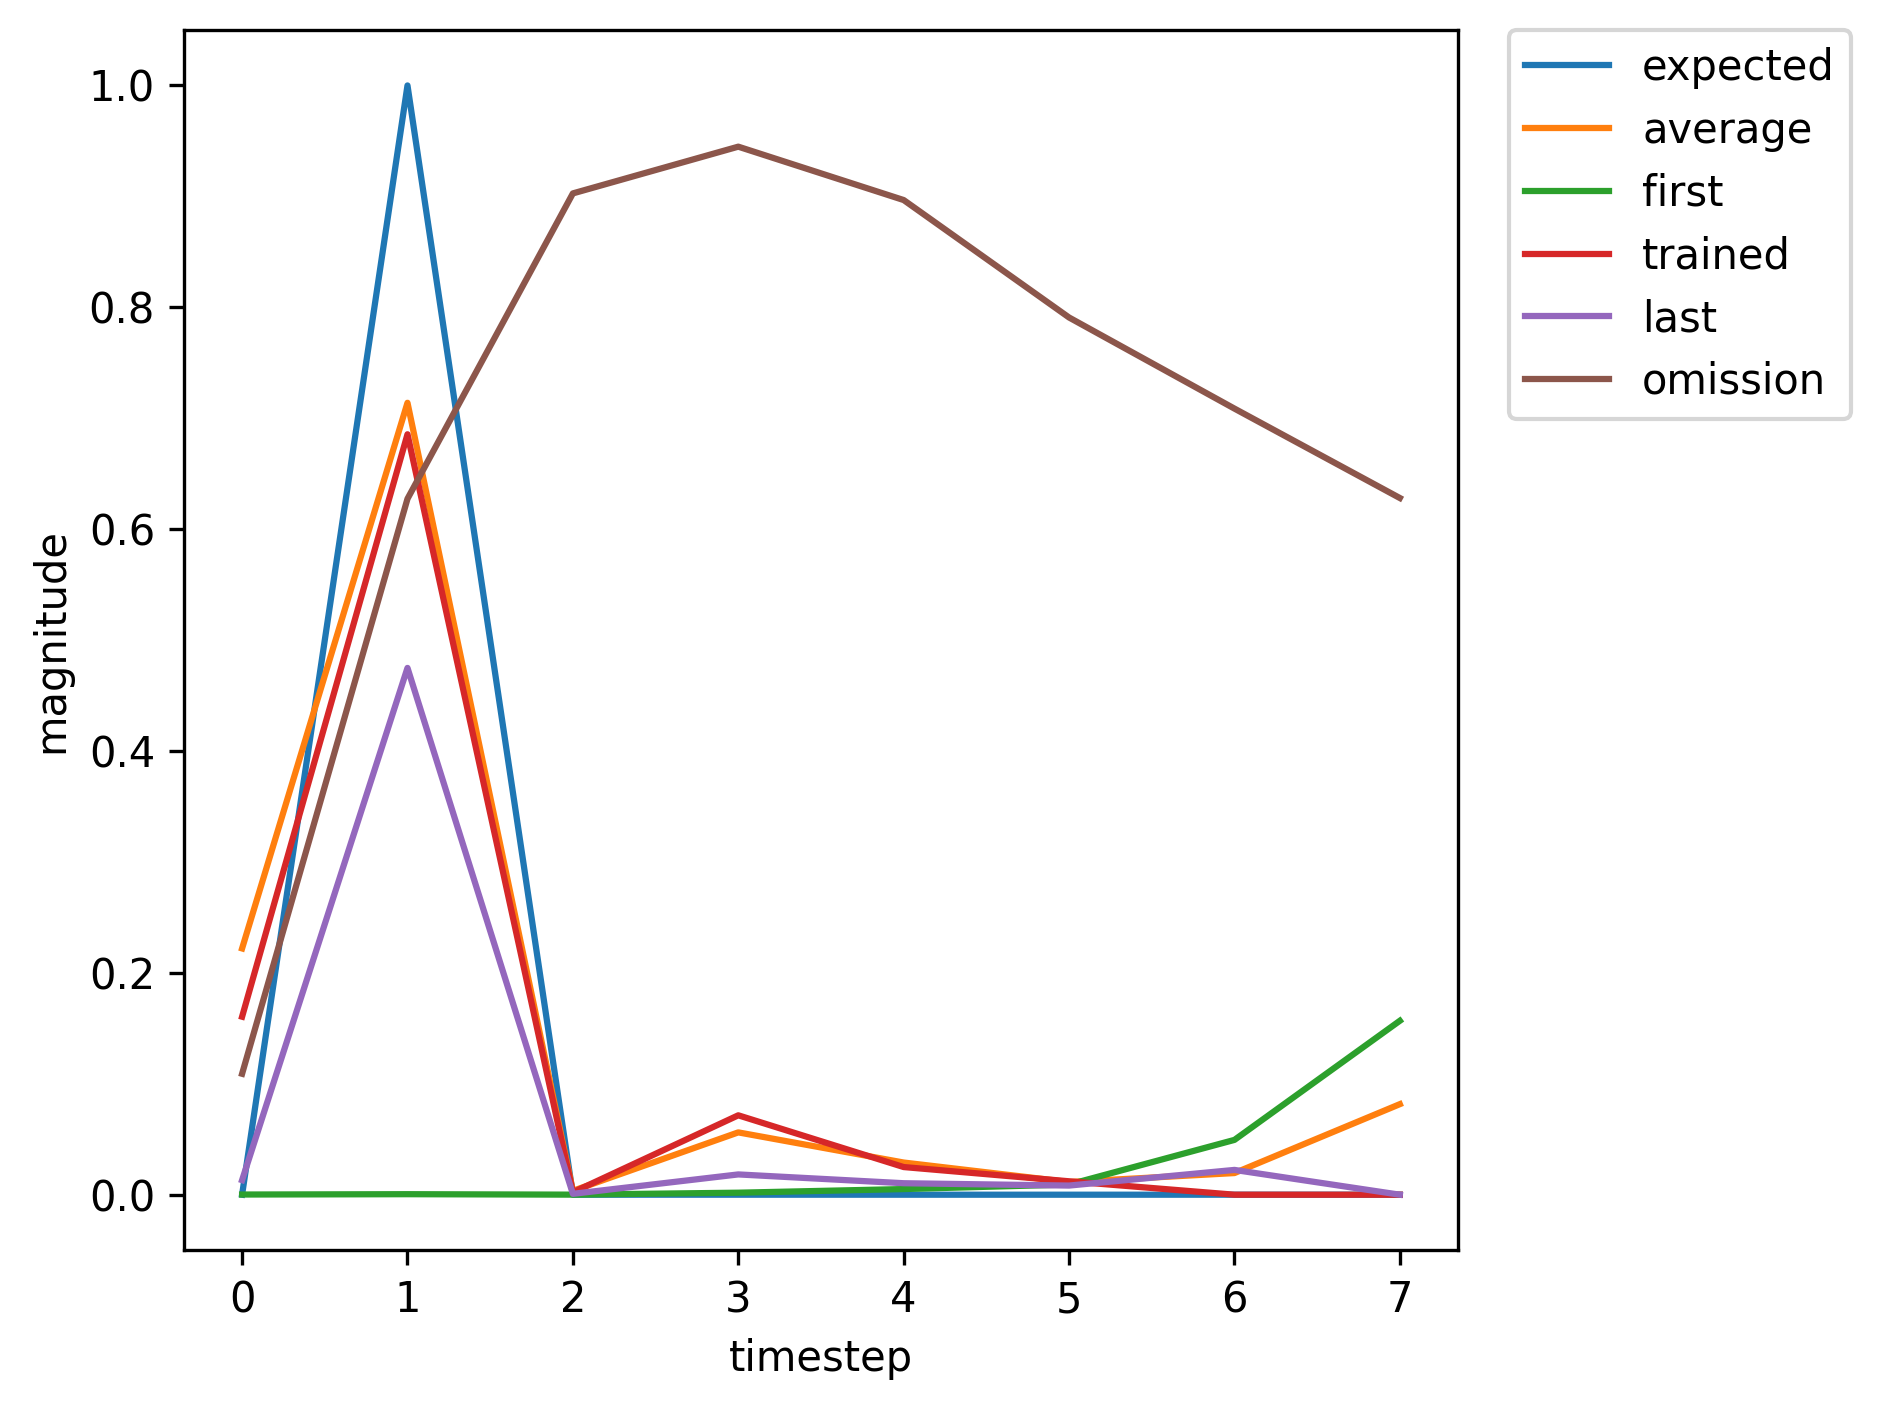 expected
average
first
trained
last
omission
1.0
0.8
0.6
0.4
0.2
0.0
magnitude
0 1 2 3 4 5 6 7
timestep